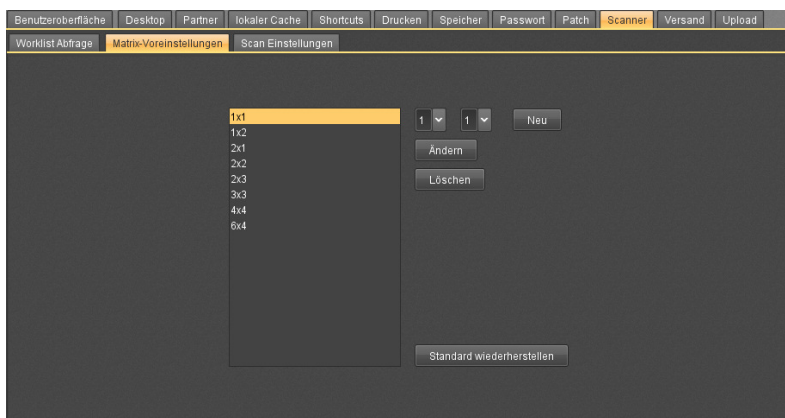 Benutzeroberfläche Desktop Partner lokaler Cache Shortcuts Drucken Speicher Passwort Patch Scanner Versand Upload
Worklist Abfrage Matrix-Voreinstellungen Scan Einstellungen
1x1 1 1 Neu
1x2
2x1 Ändern
2x2
2x3 Löschen
3x3
4x4
6x4
Standard wiederherstellen